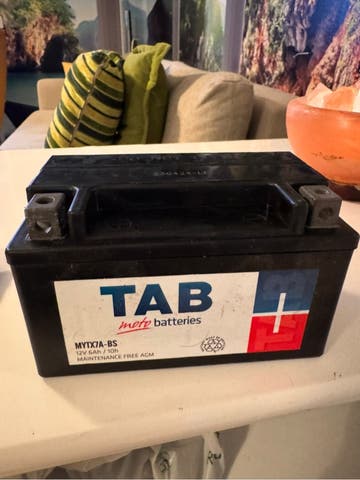 TAB
moto batteries
MYTX7A-BS
12V 6Ah / 10h
MAINTENANCE FREE AGM